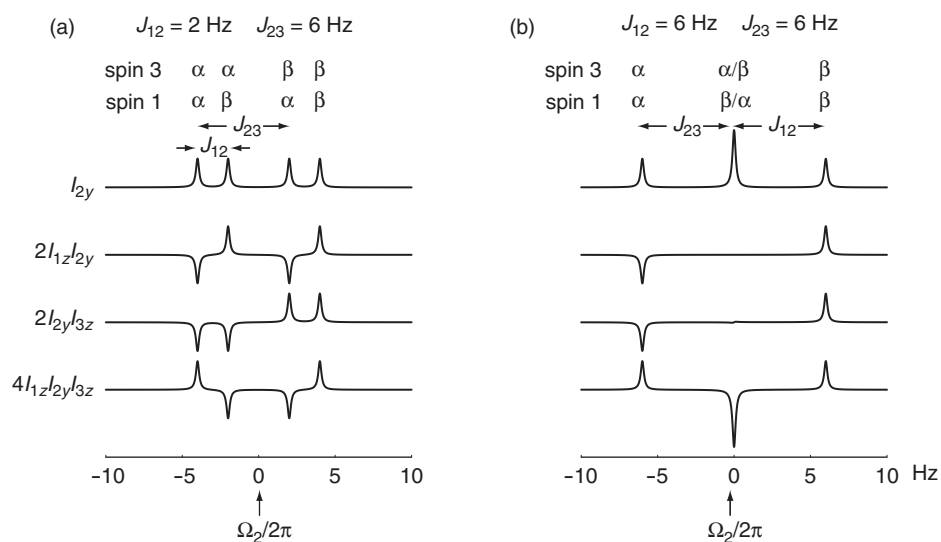 (a) J12 = 2 Hz J23 = 6 Hz
spin 3 α α β β
spin 1 α β α β
J23
J12
I2y
2I1zI2y
2I2yI3z
4I1zI2yI3z
−10 −5 0 5 10
Ω2/2π
(b) J12 = 6 Hz J23 = 6 Hz
spin 3 α α/β β
spin 1 α β/α β
J23 J12
−10 −5 0 5 10 Hz
Ω2/2π